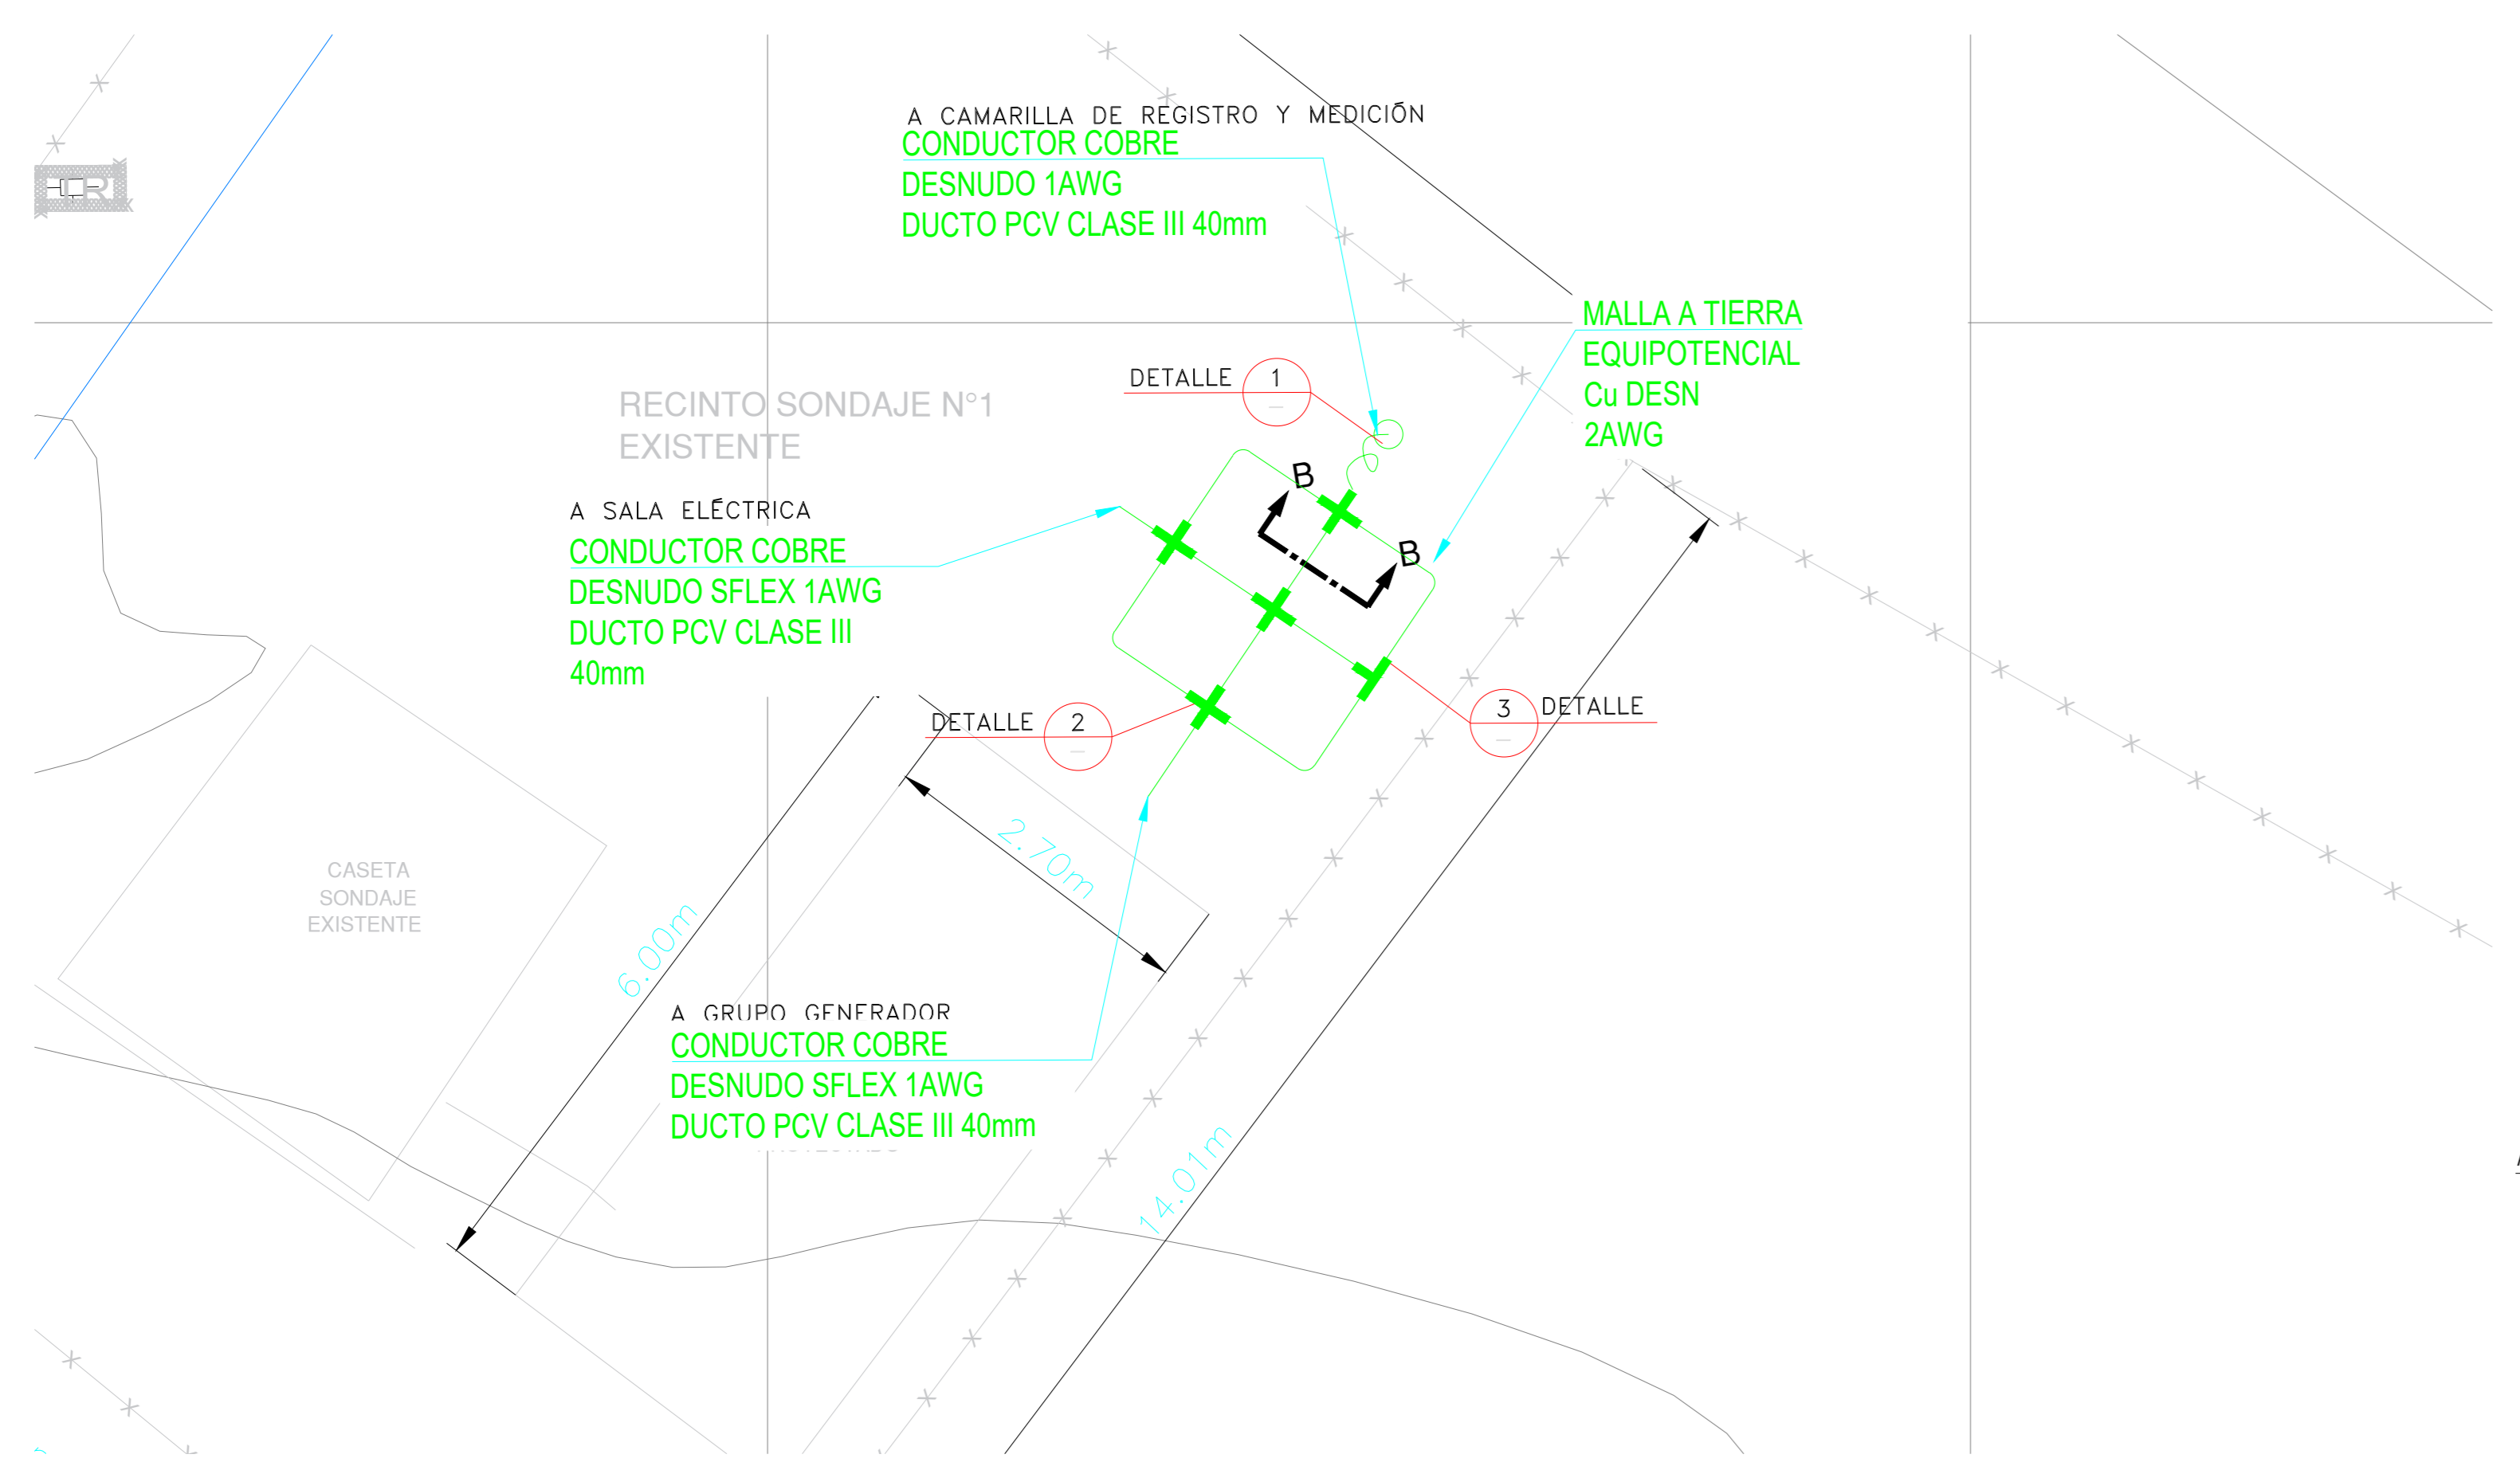 A CAMARILLA DE REGISTRO Y MEDICIÓN
CONDUCTOR COBRE
DESNUDO 1AWG
DUCTO PCV CLASE III 40mm
TR
MALLA A TIERRA
EQUIPOTENCIAL
Cu DESN
2AWG
DETALLE 1
RECINTO SONDAJE N°1
EXISTENTE
B
B
A SALA ELÉCTRICA
CONDUCTOR COBRE
DESNUDO SFLEX 1AWG
DUCTO PCV CLASE III
40mm
DETALLE 2
3 DETALLE
2.70m
CASETA
SONDAJE
EXISTENTE
6.00m
A GRUPO GENERADOR
CONDUCTOR COBRE
DESNUDO SFLEX 1AWG
DUCTO PCV CLASE III 40mm
14.01m